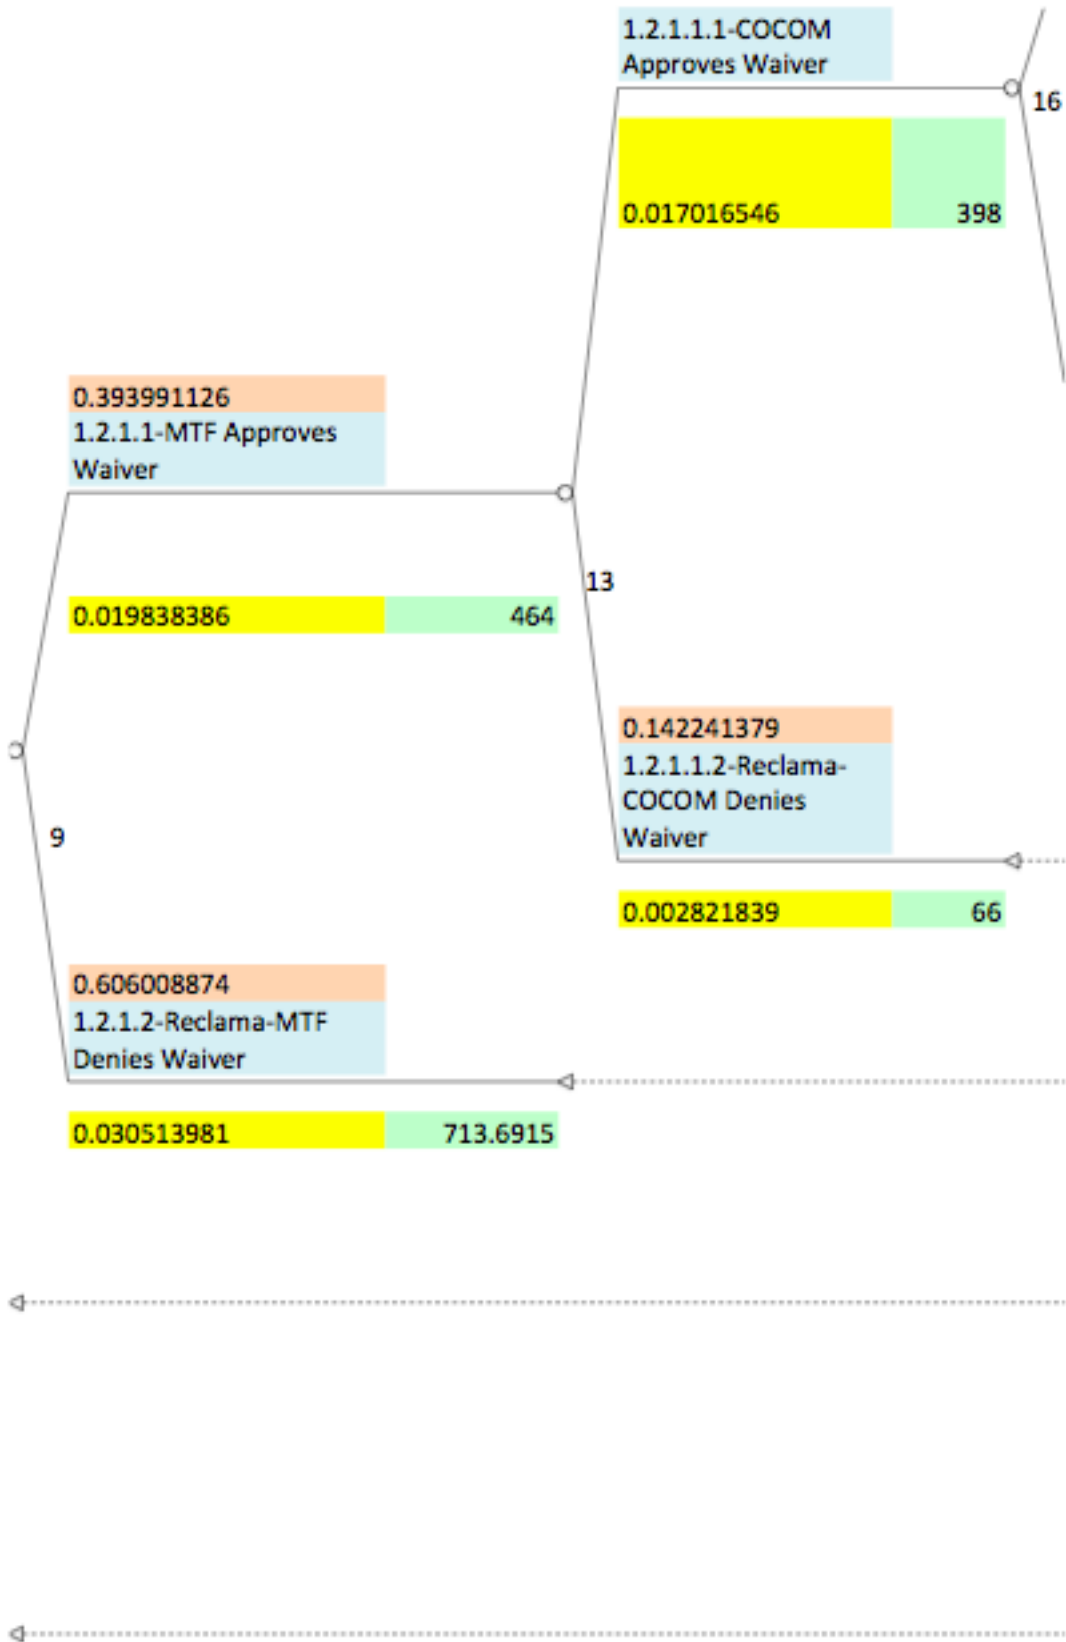 1.2.1.1.1-COCOM
Approves Waiver
16
0.017016546 398
0.393991126
1.2.1.1-MTF Approves
Waiver
13
0.019838386 464
0.142241379
1.2.1.1.2-Reclama-
COCOM Denies
Waiver
9
0.002821839 66
0.606008874
1.2.1.2-Reclama-MTF
Denies Waiver
0.030513981 713.6915